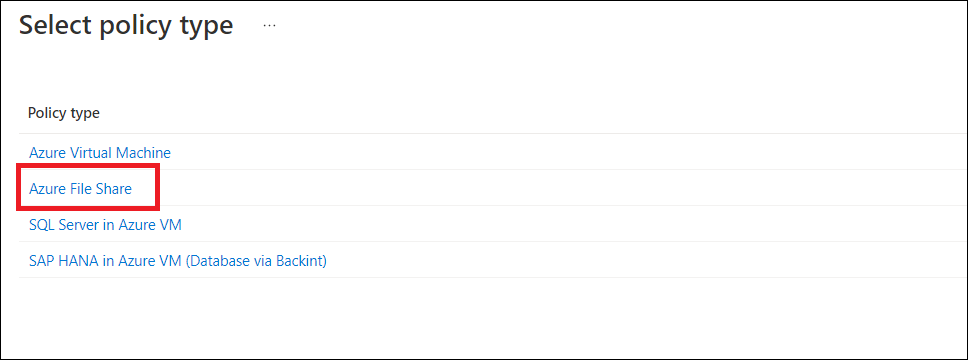 Select policy type ...
Policy type
Azure Virtual Machine
Azure File Share
SQL Server in Azure VM
SAP HANA in Azure VM (Database via Backint)